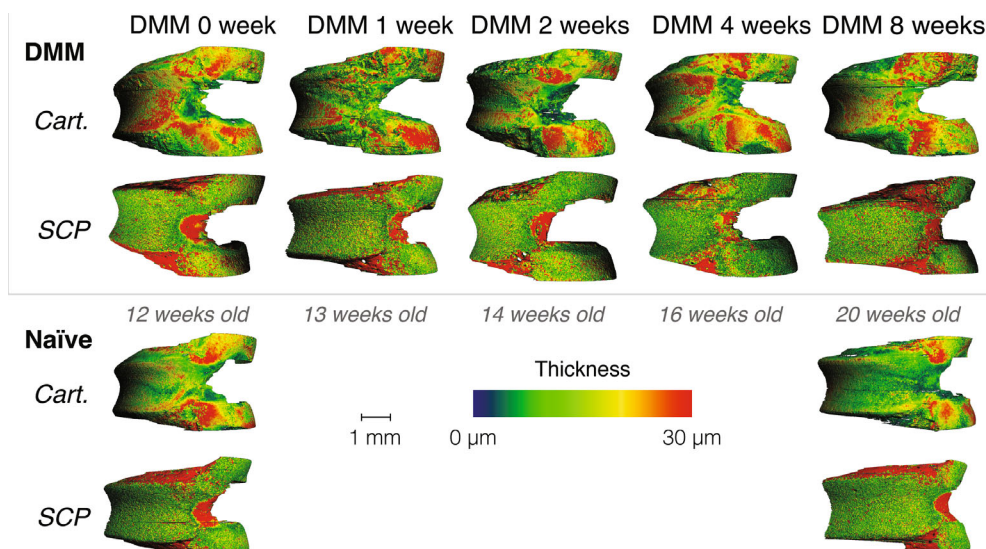 DMM 0 week DMM 1 week DMM 2 weeks DMM 4 weeks DMM 8 weeks
DMM
Cart.
SCP
12 weeks old 13 weeks old 14 weeks old 16 weeks old 20 weeks old
Naïve
Cart.
Thickness
1 mm 0 µm 30 µm
SCP